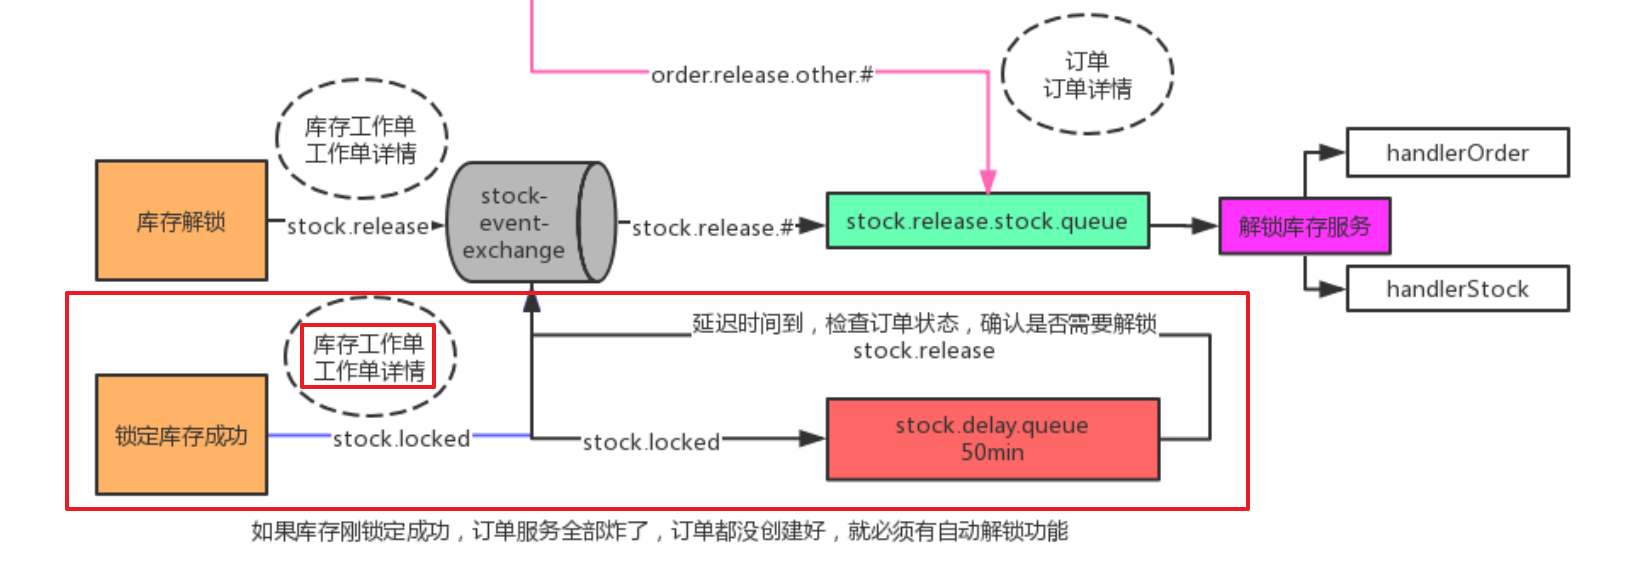 order.release.other.#
订单
订单详情
库存工作单
工作单详情
handlerOrder
库存解锁
stock.release
stock-
event-
exchange
stock.release.#
stock.release.stock.queue
解锁库存服务
handlerStock
库存工作单
工作单详情
延迟时间到，检查订单状态，确认是否需要解锁
stock.release
锁定库存成功
stock.locked
stock.locked
stock.delay.queue
50min
如果库存刚锁定成功，订单服务全部炸了，订单都没创建好，就必须有自动解锁功能